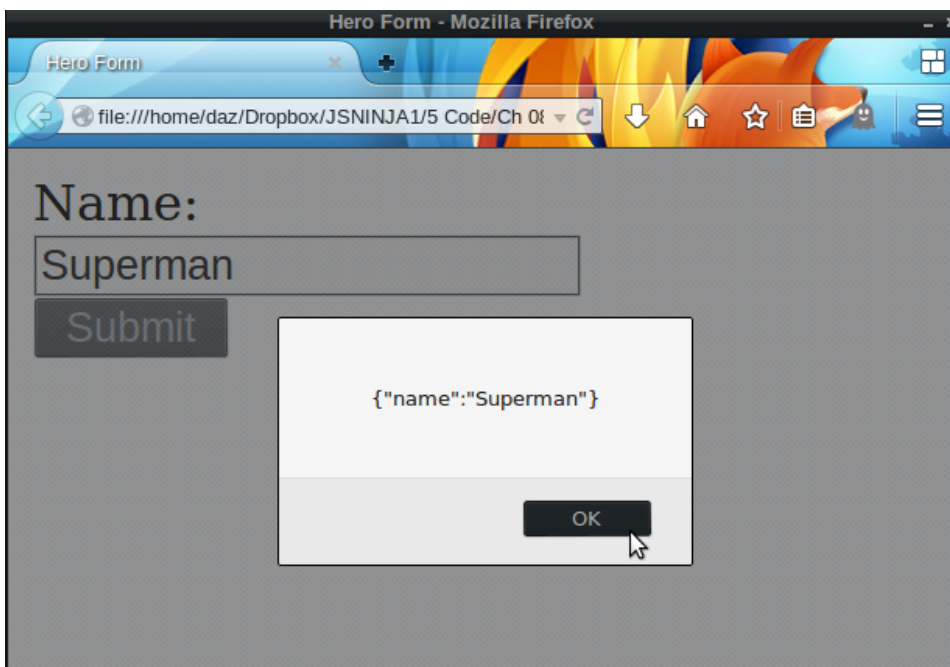 Hero Form - Mozilla Firefox
Hero Form
file:///home/daz/Dropbox/JSNINJA1/5 Code/Ch 08
Name:
Superman
Submit
{"name":"Superman"}
OK